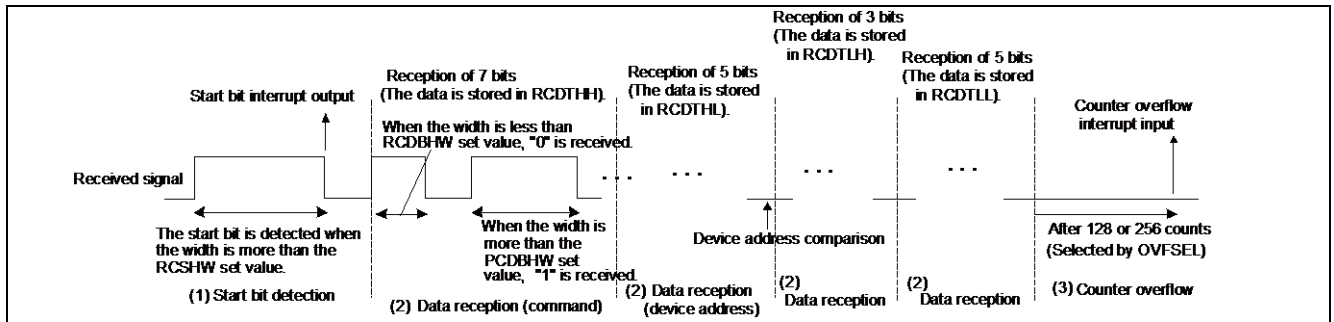 Reception of 3 bits
(The data is stored
in RCDTLH).
Reception of 7 bits
(The data is stored in RCDTHH).
Reception of 5 bits
(The data is stored
in RCDTHL).
Reception of 5 bits
(The data is stored
in RCDTLL).
Start bit interrupt output
Counter overflow
interrupt input
When the width is less than
RCDBHW set value, "0" is received.
Received signal
The start bit is detected when
the width is more than the
RCSHW set value.
When the width is
more than the
PCDBHW set
value, "1" is received.
Device address comparison
After 128 or 256 counts
(Selected by OVFSEL)
(1) Start bit detection
(2) Data reception (command)
(2) Data reception
(device address)
(2)
Data reception
(2)
Data reception
(3) Counter overflow